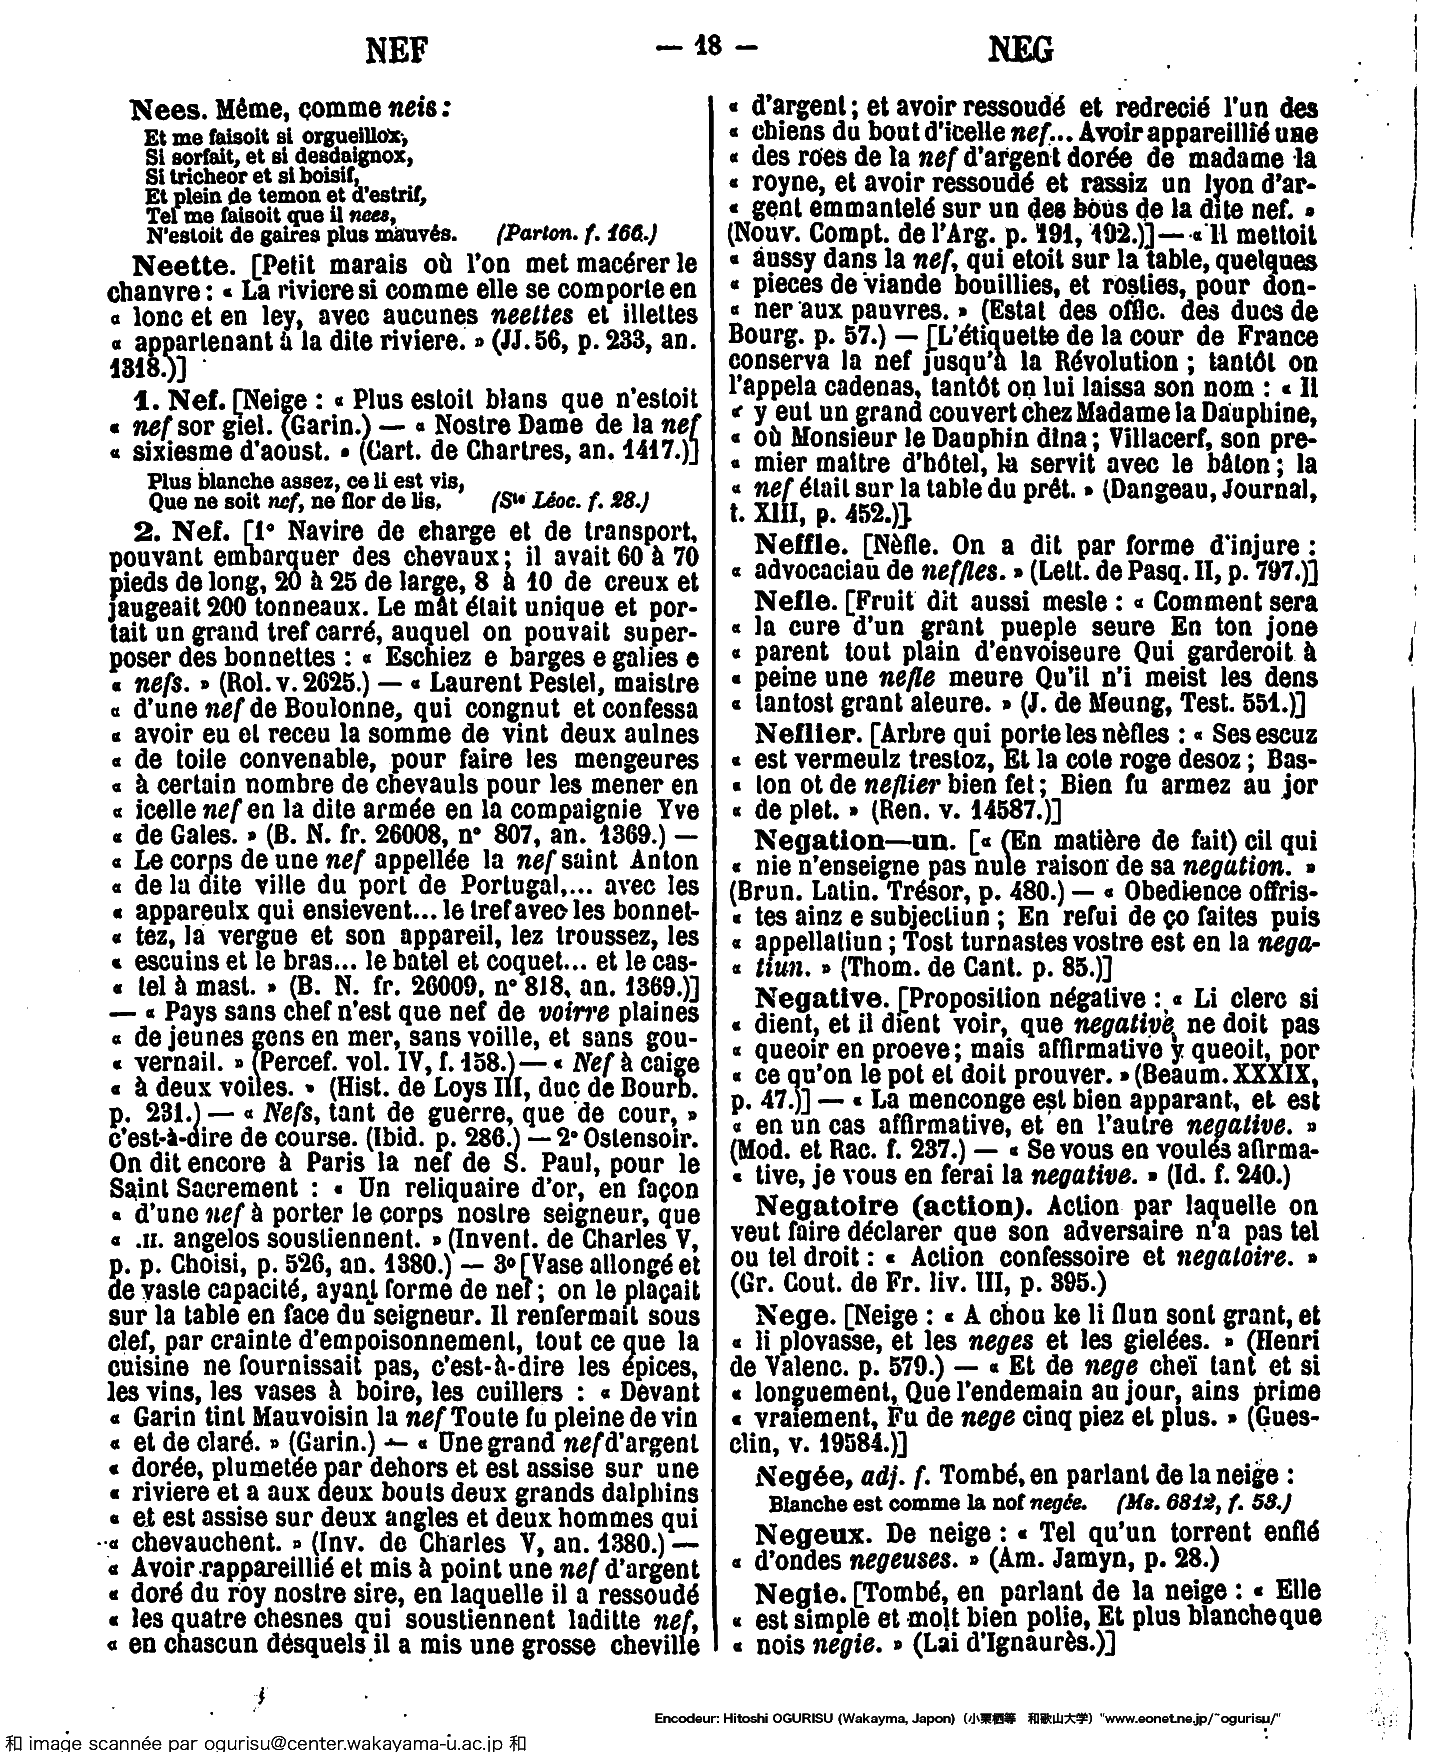 NEF — 18 — NEG
Nees. Même, comme neis :
Et me faisoit si orgueillox,
Si sorfait, et si desdaignox,
Si tricheor et si boisif,
Et plein de temon et d'estrif,
Tel me faisoit que il nees,
N'estoit de gaires plus mauvés. (Parton. f. 166.)
Neette. [Petit marais où l'on met macérer le
chanvre : « La riviere si comme elle se comporte en
« lonc et en ley, avec aucunes neettes et illettes
« appartenant à la dite riviere. » (JJ. 56, p. 233, an.
1318.)]
1. Nef. [Neige : « Plus estoit blans que n'estoit
« nef sor giel. (Garin.) — « Nostre Dame de la nef
« sixiesme d'aoust. » (Cart. de Chartres, an. 1417.)]
Plus blanche assez, ce li est vis,
Que ne soit nef, ne flor de lis. (Ste Léoc. f. 28.)
2. Nef. [1° Navire de charge et de transport,
pouvant embarquer des chevaux ; il avait 60 à 70
pieds de long, 20 à 25 de large, 8 à 10 de creux et
jaugeait 200 tonneaux. Le mât était unique et por-
tait un grand tref carré, auquel on pouvait super-
poser des bonnettes : « Eschiez e barges e galies e
« nefs. » (Rol. v. 2625.) — « Laurent Pestel, maistre
« d'une nef de Boulonne, qui congnut et confessa
« avoir eu et receu la somme de vint deux aulnes
« de toile convenable, pour faire les mengeures
« à certain nombre de chevauls pour les mener en
« icelle nef en la dite armée en la compaignie Yve
« de Gales. » (B. N. fr. 26008, n° 807, an. 1369.) —
« Le corps de une nef appellée la nef saint Anton
« de la dite ville du port de Portugal,... avec les
« appareulx qui ensievent... le tref avec les bonnet-
« tez, la vergue et son appareil, lez troussez, les
« escuins et le bras... le batel et coquet... et le cas-
« tel à mast. » (B. N. fr. 26009, n° 818, an. 1369.)]
— « Pays sans chef n'est que nef de voirre plaines
« de jeunes gens en mer, sans voille, et sans gou-
« vernail. » (Percef. vol. IV, f. 158.) — « Nef à caige
« à deux voiles. » (Hist. de Loys III, duc de Bourb.
p. 231.) — « Nefs, tant de guerre, que de cour, »
c'est-à-dire de course. (Ibid. p. 286.) — 2° Ostensoir.
On dit encore à Paris la nef de S. Paul, pour le
Saint Sacrement : « Un reliquaire d'or, en façon
« d'une nef à porter le corps nostre seigneur, que
« .II. angelos soustiennent. » (Invent. de Charles V,
p. p. Choisi, p. 526, an. 1380.) — 3° [Vase allongé et
de vaste capacité, ayant forme de nef ; on le plaçait
sur la table en face du seigneur. Il renfermait sous
clef, par crainte d'empoisonnement, tout ce que la
cuisine ne fournissait pas, c'est-à-dire les épices,
les vins, les vases à boire, les cuillers : « Devant
« Garin tint Mauvoisin la nef Toute fu pleine de vin
« et de claré. » (Garin.) — « Une grand nef d'argent
« dorée, plumetée par dehors et est assise sur une
« riviere et a aux deux bouts deux grands dalphins
« et est assise sur deux angles et deux hommes qui
« chevauchent. » (Inv. de Charles V, an. 1380.) —
« Avoir rappareillié et mis à point une nef d'argent
« doré du roy nostre sire, en laquelle il a ressoudé
« les quatre chesnes qui soustiennent laditte nef,
« en chascun desquels il a mis une grosse cheville
« d'argent ; et avoir ressoudé et redrecié l'un des
« chiens du bout d'icelle nef... Avoir appareillié une
« des roes de la nef d'argent dorée de madame la
« royne, et avoir ressoudé et rassiz un lyon d'ar-
« gent emmantelé sur un des bous de la dite nef. »
(Nouv. Compt. de l'Arg. p. 191, 192.)] — « Il mettoit
« aussy dans la nef, qui etoit sur la table, quelques
« pieces de viande bouillies, et rosties, pour don-
« ner aux pauvres. » (Estat des offic. des ducs de
Bourg. p. 57.) — [L'étiquette de la cour de France
conserva la nef jusqu'à la Révolution ; tantôt on
l'appela cadenas, tantôt on lui laissa son nom : « Il
« y eut un grand couvert chez Madame la Dauphine,
« où Monsieur le Dauphin dina ; Villacerf, son pre-
« mier maître d'hôtel, la servit avec le bâton ; la
« nef était sur la table du prêt. » (Dangeau, Journal,
t. XIII, p. 452.)]
Neffle. [Nèfle. On a dit par forme d'injure :
« advocaciau de neffles. » (Lett. de Pasq. II, p. 797.)]
Nefle. [Fruit dit aussi mesle : « Comment sera
« la cure d'un grant pueple seure En ton jone
« parent tout plain d'envoiseure Qui garderoit à
« peine une nefle meure Qu'il n'i meist les dens
« tantost grant aleure. » (J. de Meung, Test. 551.)]
Neflier. [Arbre qui porte les nèfles : « Ses escuz
« est vermeulz trestoz, Et la cote roge desoz ; Bas-
« ton ot de neflier bien fet ; Bien fu armez au jor
« de plet. » (Ren. v. 14587.)]
Negation—un. [« (En matière de fait) cil qui
« nie n'enseigne pas nule raison de sa negation. »
(Brun. Latin. Trésor, p. 480.) — « Obedience offris-
« tes ainz e subjectiun ; En refui de ço faites puis
« appellatiun ; Tost turnastes vostre est en la nega-
« tiun. » (Thom. de Cant. p. 85.)]
Negative. [Proposition négative : « Li clerc si
« dient, et il dient voir, que negative ne doit pas
« queoir en proeve ; mais affirmative y queoit, por
« ce qu'on le pot et doit prouver. » (Beaum. XXXIX,
p. 47.)] — « La menconge est bien apparant, et est
« en un cas affirmative, et en l'autre negative. »
(Mod. et Rac. f. 237.) — « Se vous en voulés afirma-
« tive, je vous en ferai la negative. » (Id. f. 240.)
Negatoire (action). Action par laquelle on
veut faire déclarer que son adversaire n'a pas tel
ou tel droit : « Action confessoire et negatoire. »
(Gr. Cout. de Fr. liv. III, p. 395.)
Nege. [Neige : « A chou ke li flun sont grant, et
« li plovasse, et les neges et les gielées. » (Henri
de Valenc. p. 579.) — « Et de nege cheï tant et si
« longuement, Que l'endemain au jour, ains prime
« vraiement, Fu de nege cinq piez et plus. » (Gues-
clin, v. 19584.)]
Negée, adj. f. Tombé, en parlant de la neige :
Blanche est comme la nof negée. (Ms. 6812, f. 53.)
Negeux. De neige : « Tel qu'un torrent enflé
« d'ondes negeuses. » (Am. Jamyn, p. 28.)
Negie. [Tombé, en parlant de la neige : « Elle
« est simple et molt bien polie, Et plus blanche que
« nois negie. » (Lai d'Ignaurès.)]
Encodeur: Hitoshi OGURISU (Wakayma, Japon) (小栗栖等 和歌山大学) "www.eonet.ne.jp/~ogurisu/"
和 image scannée par ogurisu@center.wakayama-u.ac.jp 和